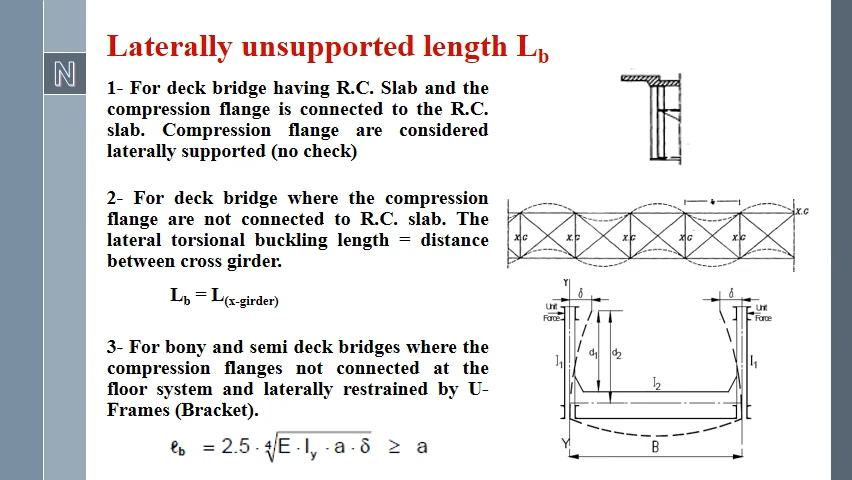 Laterally unsupported length Lb
N
1- For deck bridge having R.C. Slab and the
compression flange is connected to the R.C.
slab. Compression flange are considered
laterally supported (no check)
2- For deck bridge where the compression
flange are not connected to R.C. slab. The
lateral torsional buckling length = distance
between cross girder.
Lb = L(x-girder)
3- For bony and semi deck bridges where the
compression flanges not connected at the
floor system and laterally restrained by U-
Frames (Bracket).
ℓb = 2.5 · ∜E · Iy · a · δ ≥ a
X.G
X.G X.G X.G X.G X.G
Y
δ δ
Unit Unit
Force Force
I1 d1 d2 I1
I2
Y
B